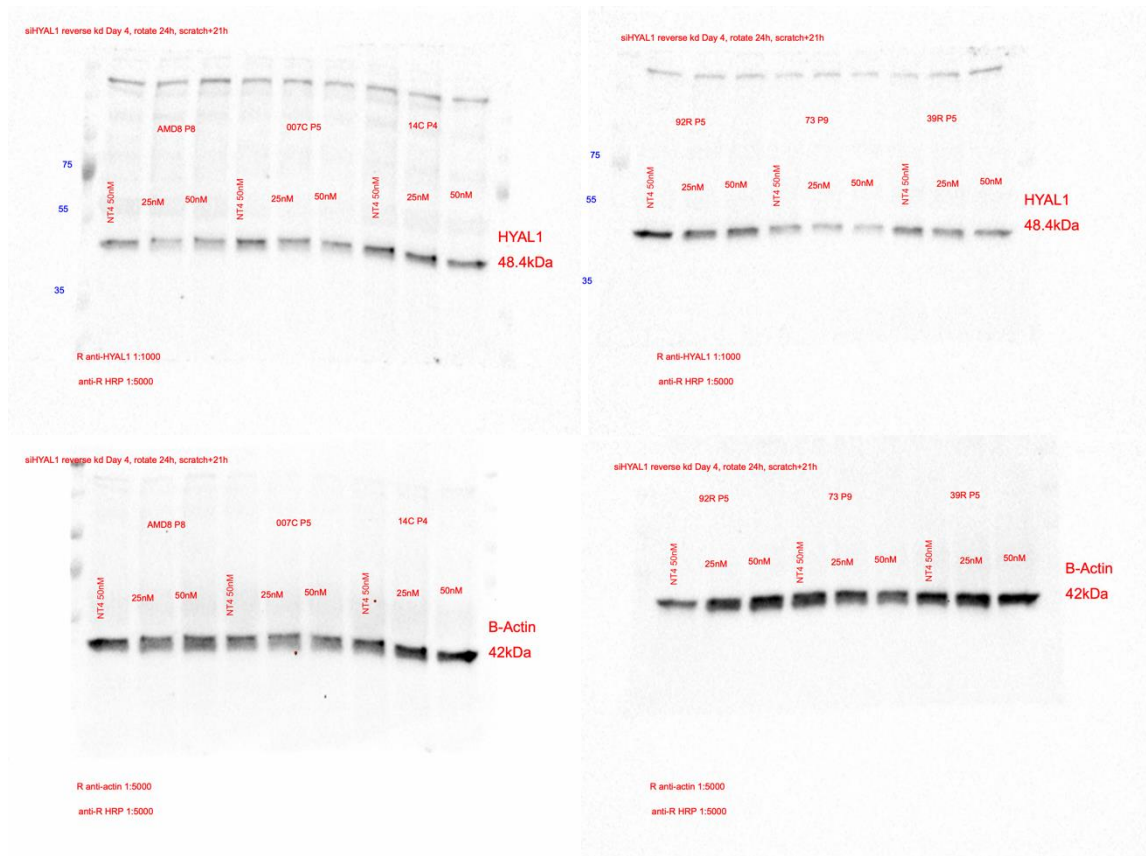 siHYAL1 reverse kd Day 4, rotate 24h, scratch+21h
AMD8 P8
007C P5
14C P4
75
55
35
NT4 50nM
25nM
50nM
NT4 50nM
25nM
50nM
NT4 50nM
25nM
50nM
HYAL1
48.4kDa
R anti-HYAL1 1:1000
anti-R HRP 1:5000
siHYAL1 reverse kd Day 4, rotate 24h, scratch+21h
92R P5
73 P9
39R P5
75
55
35
NT4 50nM
25nM
50nM
NT4 50nM
25nM
50nM
NT4 50nM
25nM
50nM
HYAL1
48.4kDa
R anti-HYAL1 1:1000
anti-R HRP 1:5000
siHYAL1 reverse kd Day 4, rotate 24h, scratch+21h
AMD8 P8
007C P5
14C P4
NT4 50nM
25nM
50nM
NT4 50nM
25nM
50nM
NT4 50nM
25nM
50nM
B-Actin
42kDa
R anti-actin 1:5000
anti-R HRP 1:5000
siHYAL1 reverse kd Day 4, rotate 24h, scratch+21h
92R P5
73 P9
39R P5
NT4 50nM
25nM
50nM
NT4 50nM
25nM
50nM
NT4 50nM
25nM
50nM
B-Actin
42kDa
R anti-actin 1:5000
anti-R HRP 1:5000